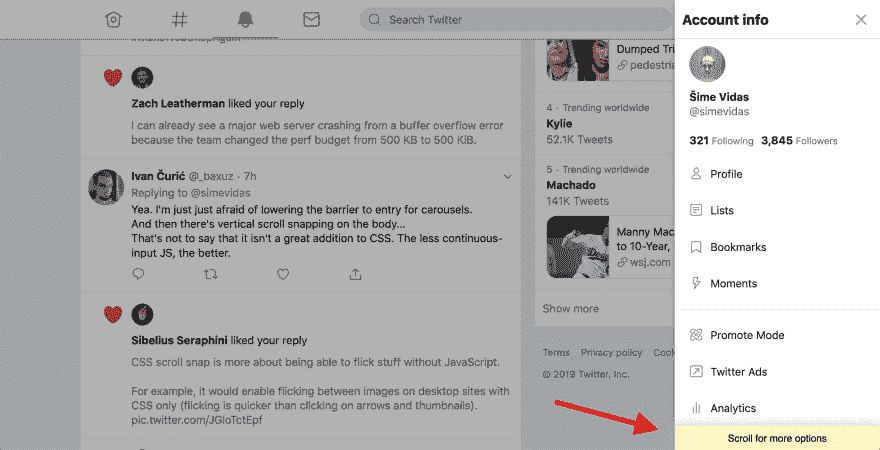 Search Twitter
Zach Leatherman liked your reply
I can already see a major web server crashing from a buffer overflow error
because the team changed the perf budget from 500 KB to 500 KiB.
Ivan Čurić @_baxuz · 7h
Replying to @simevidas
Yea. I'm just just afraid of lowering the barrier to entry for carousels.
And then there's vertical scroll snapping on the body...
That's not to say that it isn't a great addition to CSS. The less continuous-
input JS, the better.
Sibelius Seraphini liked your reply
CSS scroll snap is more about being able to flick stuff without JavaScript.
For example, it would enable flicking between images on desktop sites with
CSS only (flicking is quicker than clicking on arrows and thumbnails).
pic.twitter.com/JGloTctEpf
Dumped Tri
pedestria
4 · Trending worldwide
Kylie
52.1K Tweets
5 · Trending worldwide
Machado
141K Tweets
Manny Mac
to 10-Year,
wsj.com
Show more
Terms Privacy policy Cook
© 2019 Twitter, Inc.
Account info
Šime Vidas
@simevidas
321 Following 3,845 Followers
Profile
Lists
Bookmarks
Moments
Promote Mode
Twitter Ads
Analytics
Scroll for more options